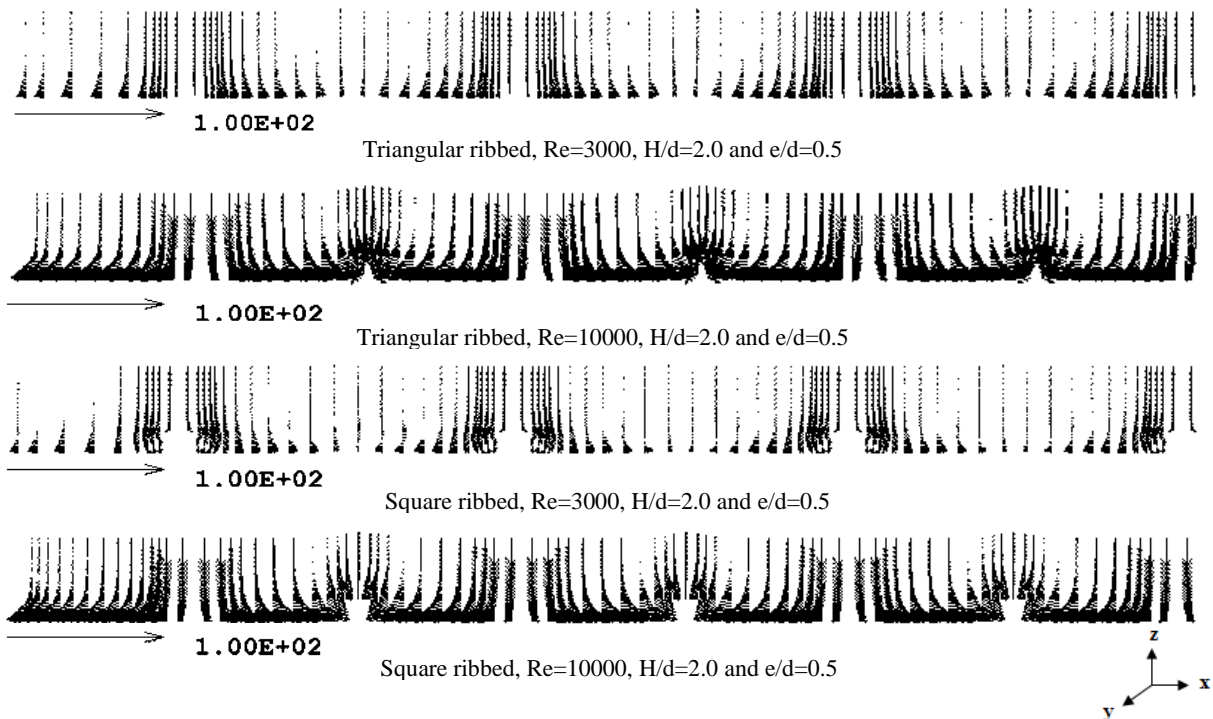 1.00E+02
Triangular ribbed, Re=3000, H/d=2.0 and e/d=0.5
1.00E+02
Triangular ribbed, Re=10000, H/d=2.0 and e/d=0.5
1.00E+02
Square ribbed, Re=3000, H/d=2.0 and e/d=0.5
1.00E+02
Square ribbed, Re=10000, H/d=2.0 and e/d=0.5
z
x
y